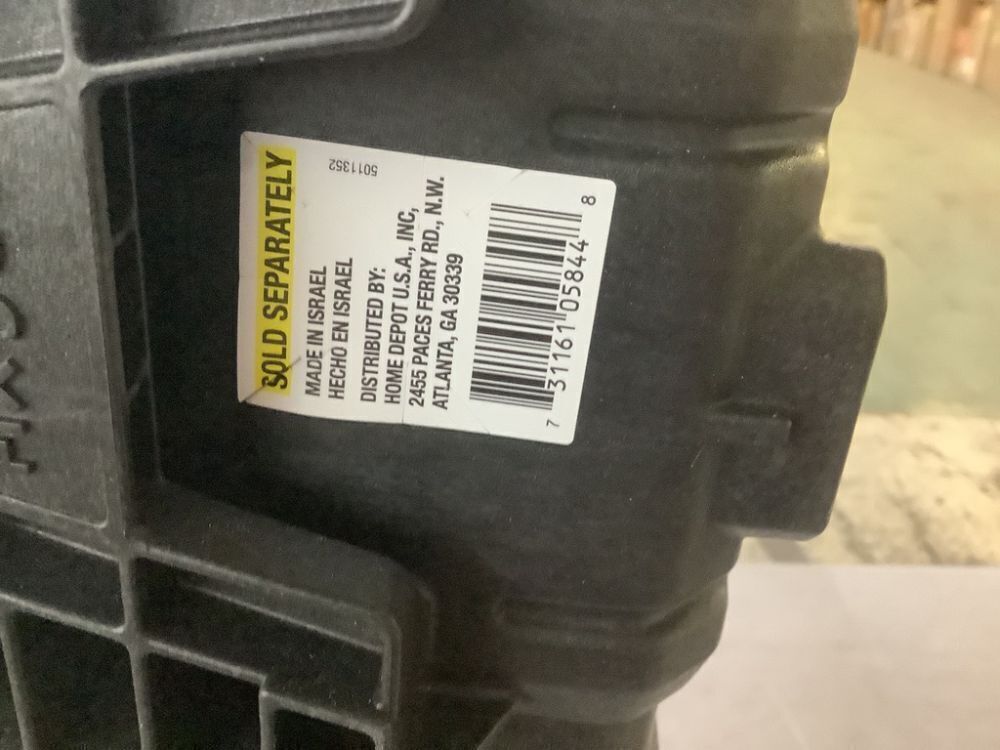 SOLD SEPARATELY
MADE IN ISRAEL
HECHO EN ISRAEL
5011352
DISTRIBUTED BY:
HOME DEPOT U.S.A., INC,
2455 PACES FERRY RD., N.W.
ATLANTA, GA 30339
7 31161 05844 8